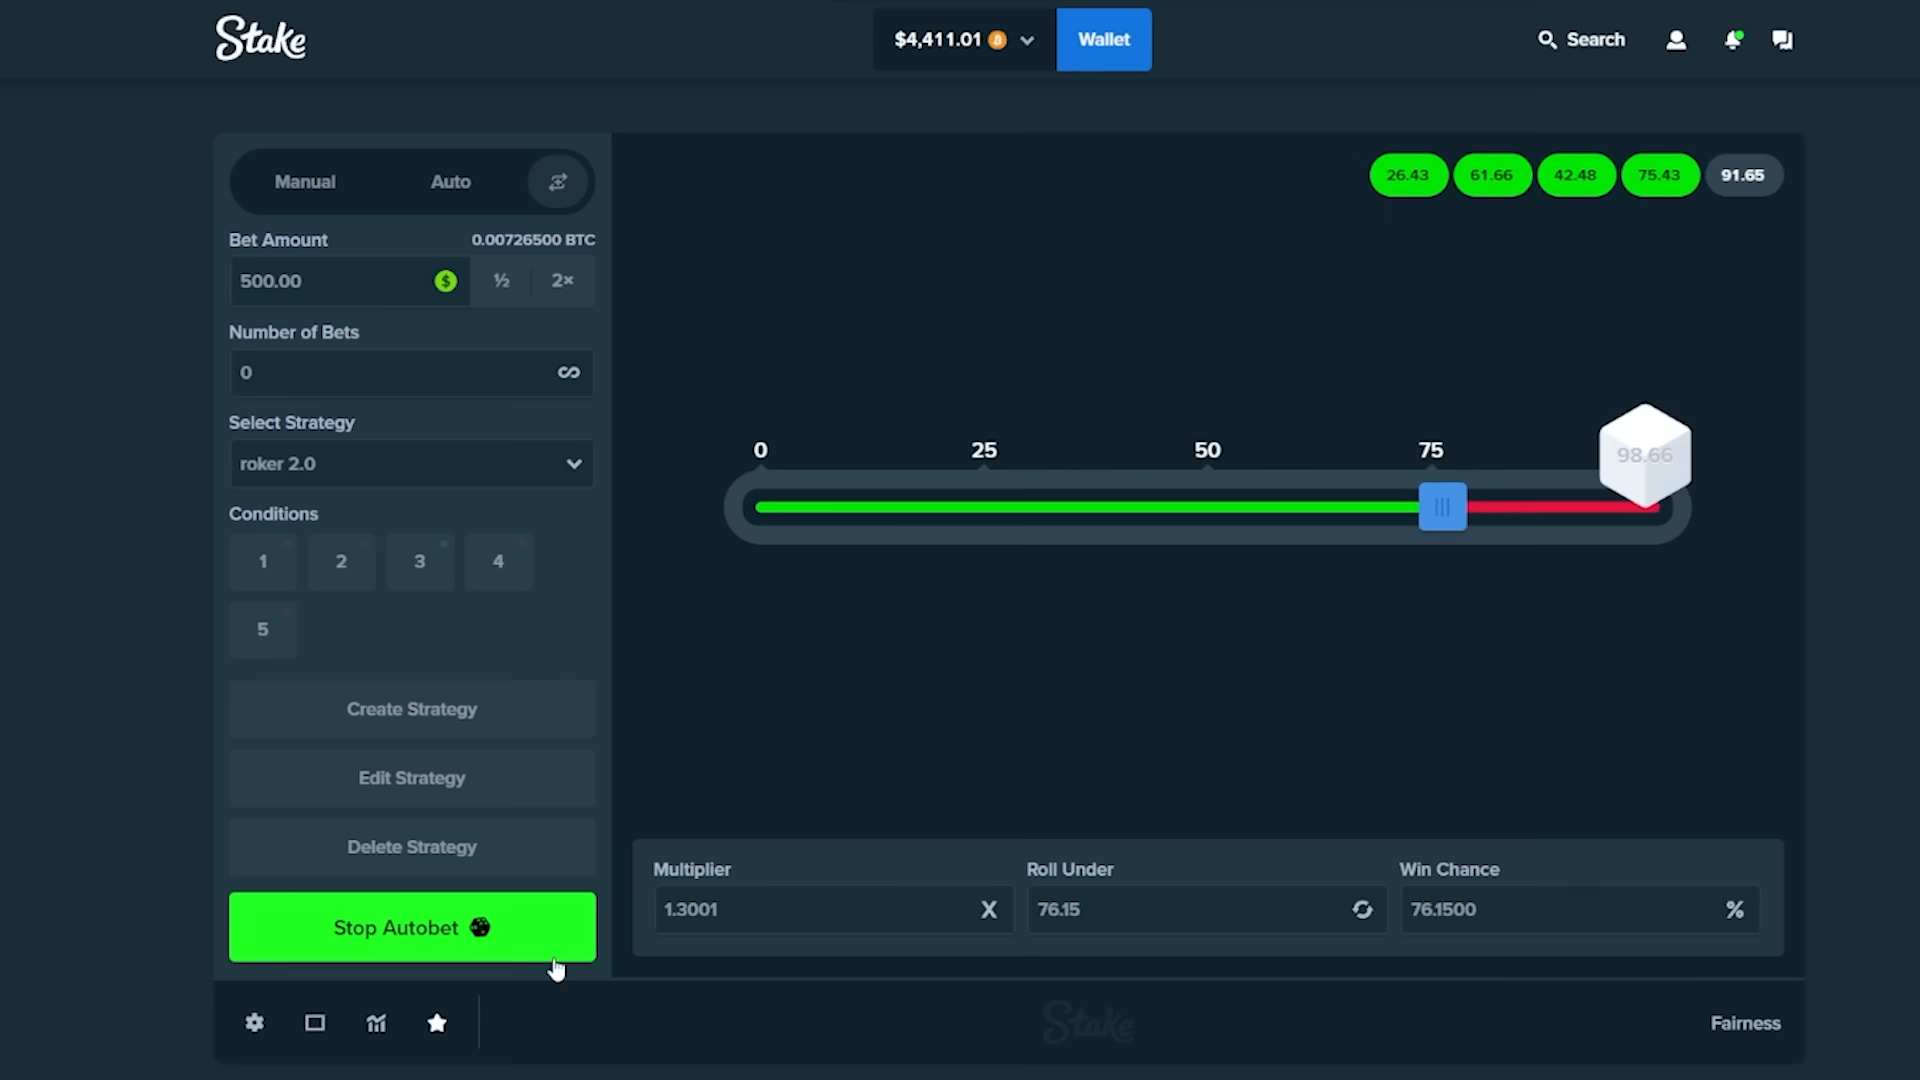 Stake
$4,411.01
Wallet
Search
Manual
Auto
26.43
61.66
42.48
75.43
91.65
Bet Amount
0.00726500 BTC
500.00
$
½
2×
Number of Bets
0
∞
Select Strategy
roker 2.0
Conditions
1
2
3
4
5
0
25
50
75
98.66
Create Strategy
Edit Strategy
Delete Strategy
Stop Autobet
Multiplier
1.3001
X
Roll Under
76.15
Win Chance
76.1500
%
Stake
Fairness